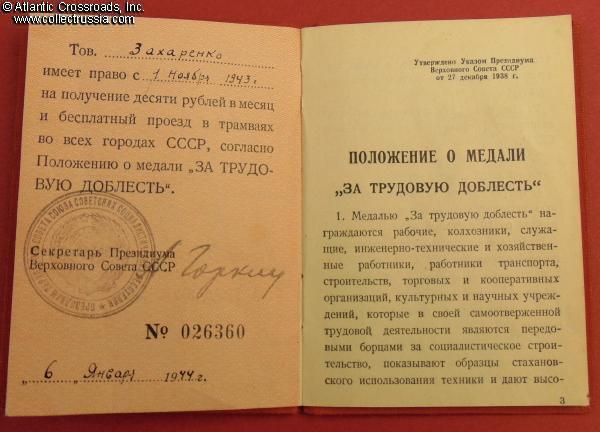 © Atlantic Crossroads, Inc.
www.collectrussia.com
Тов. Захаренко
имеет право с 1 ноября 1943 г
на получение десяти рублей в месяц
и бесплатный проезд в трамваях
во всех городах СССР, согласно
Положению о медали „ЗА ТРУДО-
ВУЮ ДОБЛЕСТЬ“.
Секретарь Президиума
Верховного Совета СССР
Горкин
№ 026360
„6 „ Января 1944 г.
Утверждено Указом Президиума
Верховного Совета СССР
от 27 декабря 1938 г.
ПОЛОЖЕНИЕ О МЕДАЛИ
„ЗА ТРУДОВУЮ ДОБЛЕСТЬ“
1. Медалью „За трудовую доблесть“ на-
граждаются рабочие, колхозники, служа-
щие, инженерно-технические и хозяйствен-
ные работники, работники транспорта,
строительств, торговых и кооперативных
организаций, культурных и научных учреж-
дений, которые в своей самоотверженной
трудовой деятельности являются передо-
выми борцами за социалистическое строи-
тельство, показывают образцы стаханов-
ского использования техники и дают высо-
3